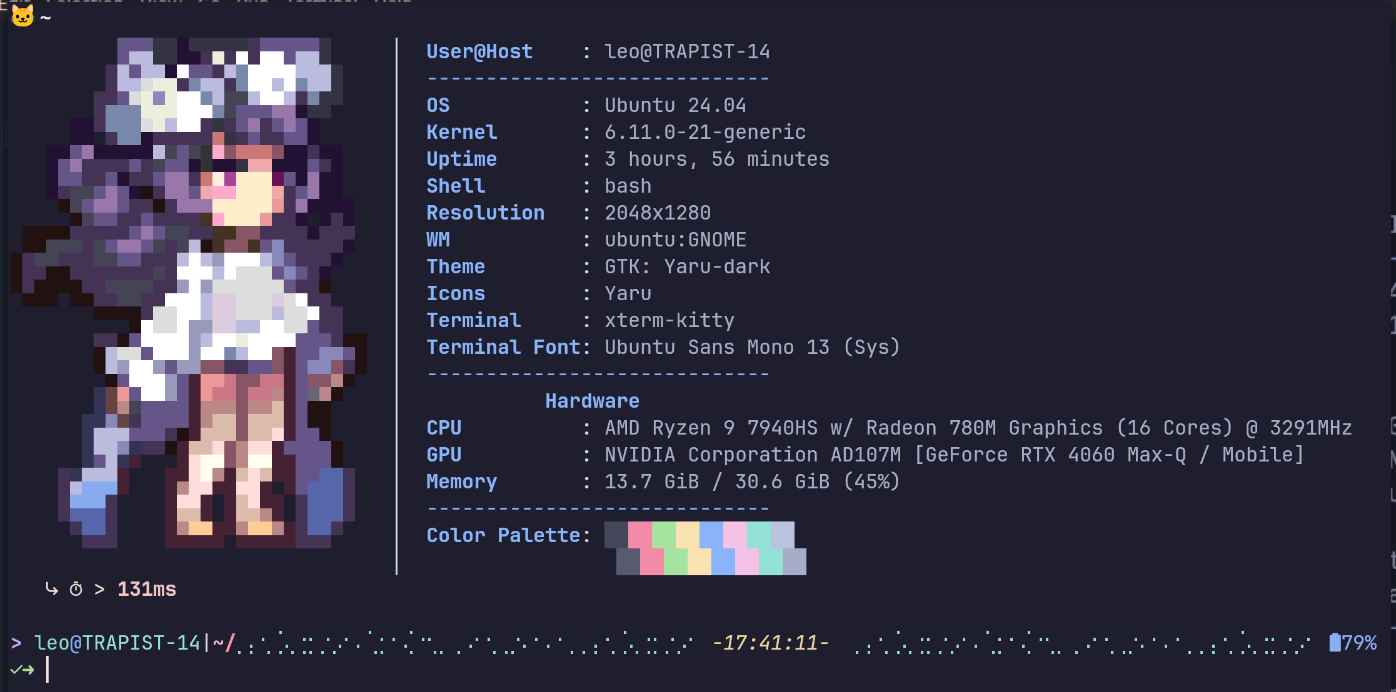 ~
User@Host : leo@TRAPIST-14
-----------------------------
OS : Ubuntu 24.04
Kernel : 6.11.0-21-generic
Uptime : 3 hours, 56 minutes
Shell : bash
Resolution : 2048x1280
WM : ubuntu:GNOME
Theme : GTK: Yaru-dark
Icons : Yaru
Terminal : xterm-kitty
Terminal Font: Ubuntu Sans Mono 13 (Sys)
-----------------------------
Hardware
CPU : AMD Ryzen 9 7940HS w/ Radeon 780M Graphics (16 Cores) @ 3291MHz
GPU : NVIDIA Corporation AD107M [GeForce RTX 4060 Max-Q / Mobile]
Memory : 13.7 GiB / 30.6 GiB (45%)
-----------------------------
Color Palette:
↳ ⏱ > 131ms
> leo@TRAPIST-14|~/ -17:41:11- 79%
✓→